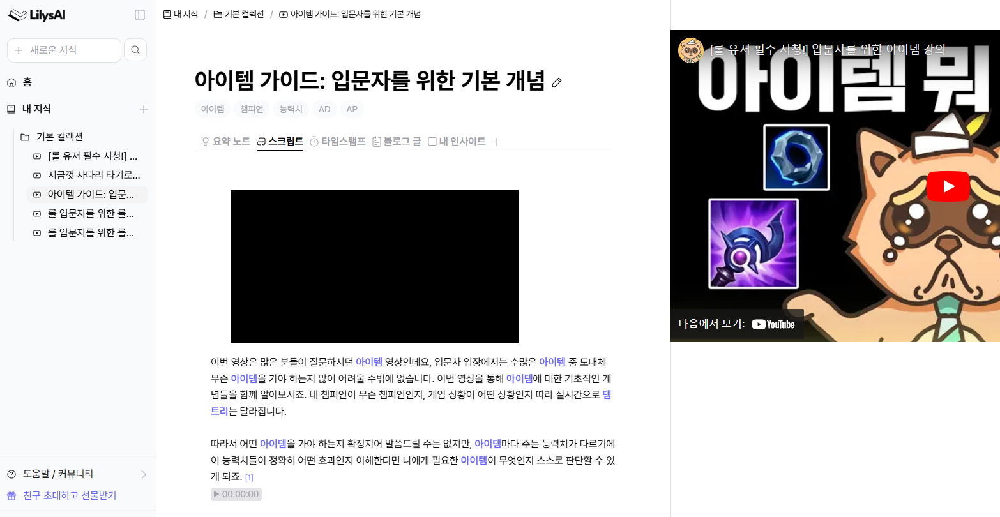 LilysAI
새로운 지식
홈
내 지식
기본 컬렉션
[롤 유저 필수 시청!] ...
지금껏 사다리 타기로...
아이템 가이드: 입문...
롤 입문자를 위한 롤...
롤 입문자를 위한 롤...
도움말 / 커뮤니티
친구 초대하고 선물받기
내 지식 / 기본 컬렉션 / 아이템 가이드: 입문자를 위한 기본 개념
아이템 가이드: 입문자를 위한 기본 개념
아이템 챔피언 능력치 AD AP
요약 노트 스크립트 타임스탬프 블로그 글 내 인사이트
이번 영상은 많은 분들이 질문하시던 아이템 영상인데요, 입문자 입장에서는 수많은 아이템 중 도대체
무슨 아이템을 가야 하는지 많이 어려울 수밖에 없습니다. 이번 영상을 통해 아이템에 대한 기초적인 개
념들을 함께 알아보시죠. 내 챔피언이 무슨 챔피언인지, 게임 상황이 어떤 상황인지 따라 실시간으로 템
트리는 달라집니다.
따라서 어떤 아이템을 가야 하는지 확정지어 말씀드릴 수는 없지만, 아이템마다 주는 능력치가 다르기에
이 능력치들이 정확히 어떤 효과인지 이해한다면 나에게 필요한 아이템이 무엇인지 스스로 판단할 수 있
게 되죠. [1]
00:00:00
[롤 유저 필수 시청!] 입문자를 위한 아이템 강의
아이템 뭐
다음에서 보기: YouTube